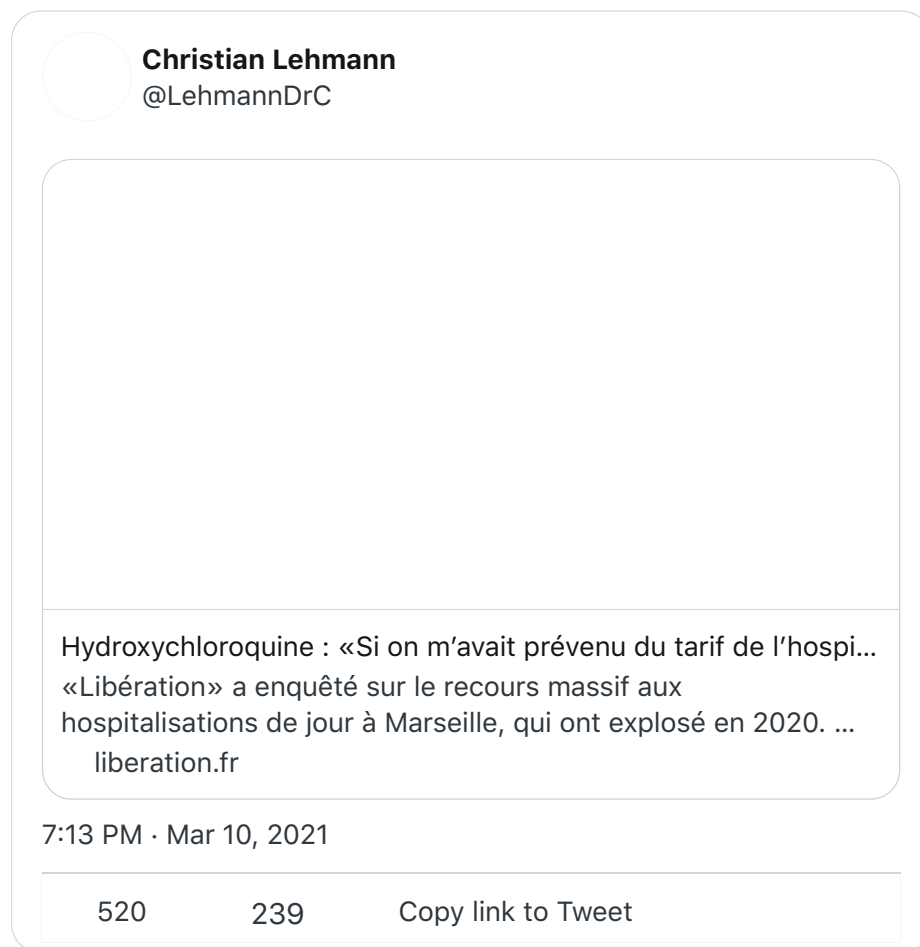 Christian Lehmann
@LehmannDrC
Hydroxychloroquine : «Si on m’avait prévenu du tarif de l’hospi...
«Libération» a enquêté sur le recours massif aux
hospitalisations de jour à Marseille, qui ont explosé en 2020. ...
liberation.fr
7:13 PM · Mar 10, 2021
520 239 Copy link to Tweet